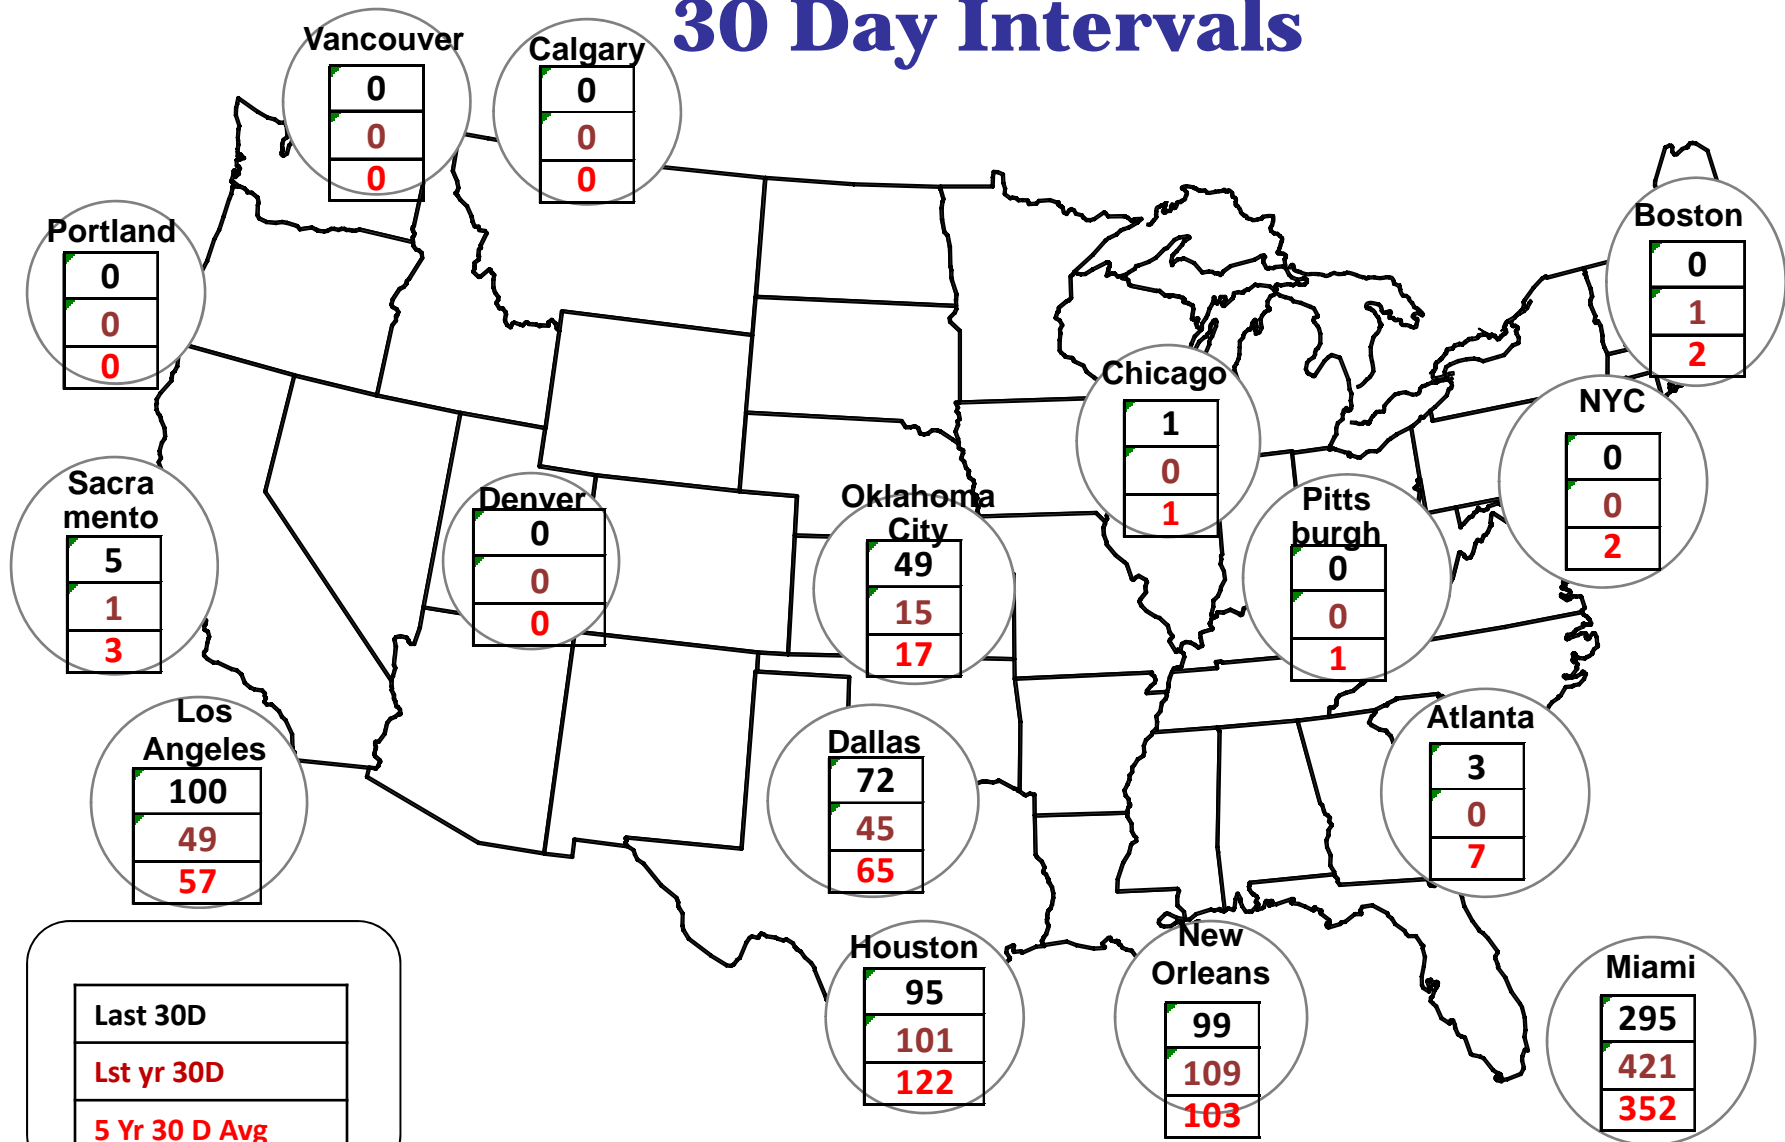 30 Day Intervals
Vancouver
0
0
0
Calgary
0
0
0
Portland
0
0
0
Boston
0
1
2
Chicago
1
0
1
NYC
0
0
2
Sacra
mento
5
1
3
Denver
0
0
0
Oklahoma
City
49
15
17
Pitts
burgh
0
0
1
Los
Angeles
100
49
57
Dallas
72
45
65
Atlanta
3
0
7
Houston
95
101
122
New
Orleans
99
109
103
Miami
295
421
352
Last 30D
Lst yr 30D
5 Yr 30 D Avg